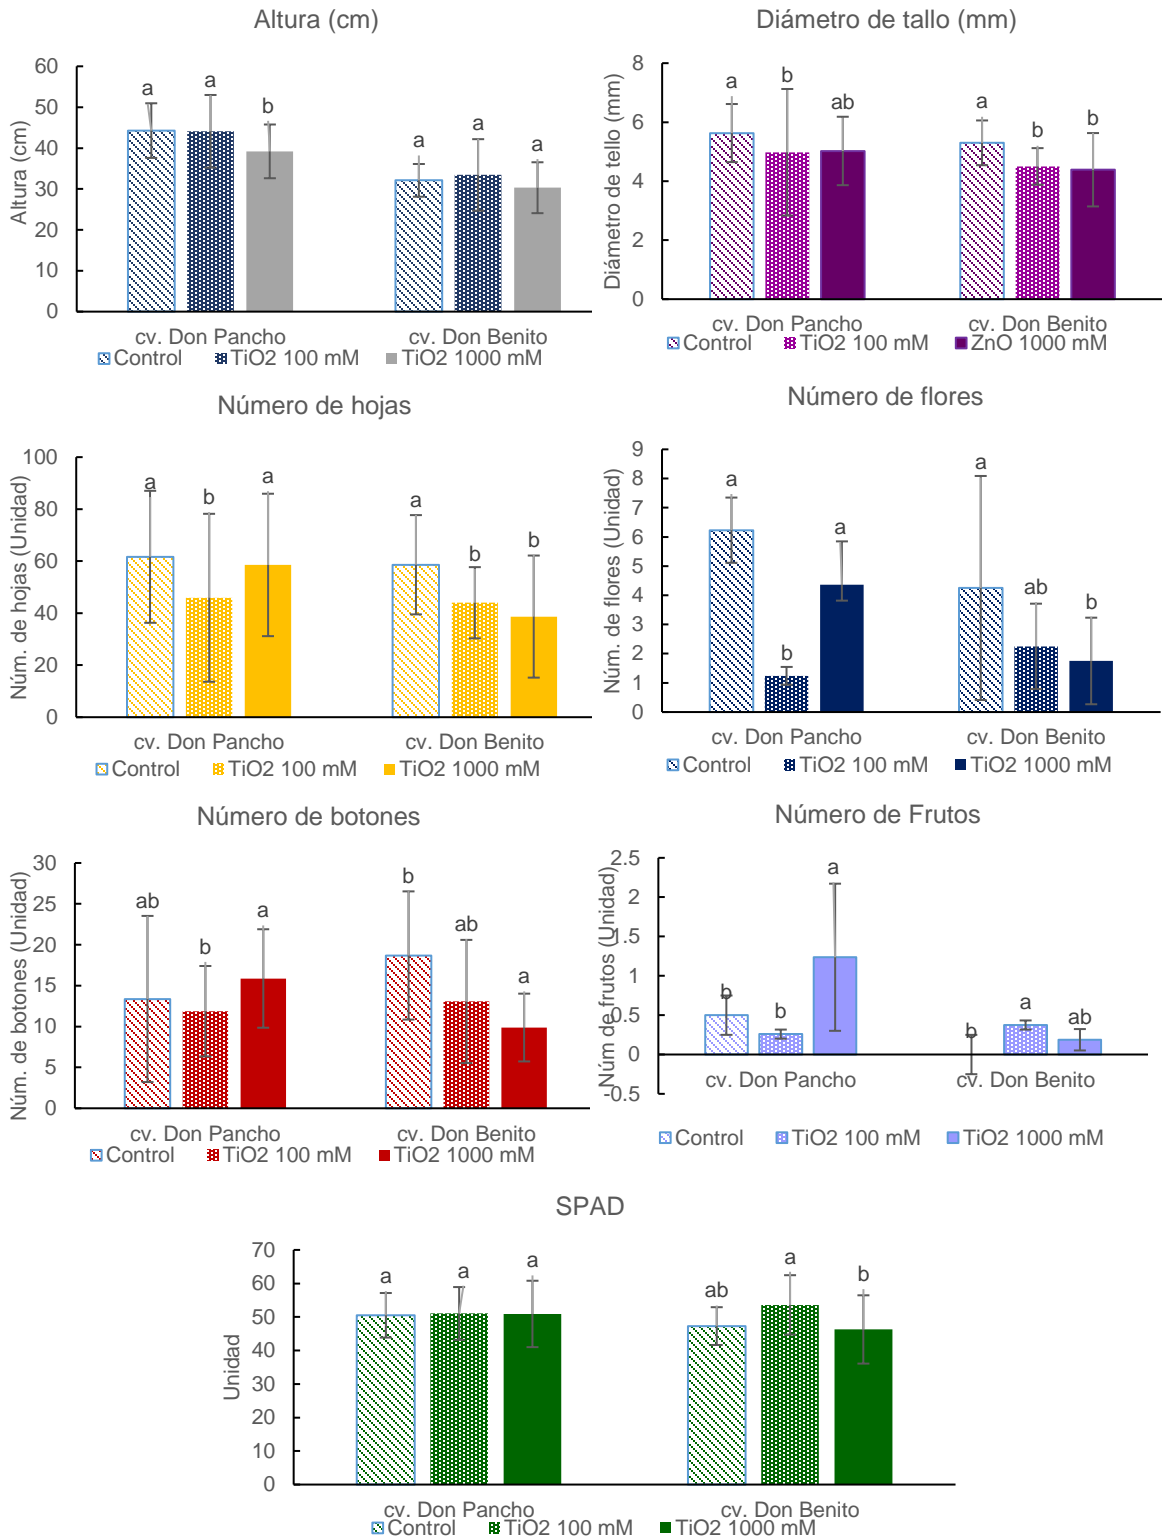 Altura (cm)
Altura (cm)
60
50
40
30
20
10
0
a a b a a a
cv. Don Pancho cv. Don Benito
Control TiO2 100 mM TiO2 1000 mM
Diámetro de tallo (mm)
Diámetro de tello (mm)
8
6
4
2
0
a b ab a b b
cv. Don Pancho cv. Don Benito
Control TiO2 100 mM ZnO 1000 mM
Número de hojas
Núm. de hojas (Unidad)
100
80
60
40
20
0
a b a a b b
cv. Don Pancho cv. Don Benito
Control TiO2 100 mM TiO2 1000 mM
Número de flores
Núm. de flores (Unidad)
9
8
7
6
5
4
3
2
1
0
a b a a ab b
cv. Don Pancho cv. Don Benito
Control TiO2 100 mM TiO2 1000 mM
Número de botones
Núm. de botones (Unidad)
30
25
20
15
10
5
0
ab b a b ab a
cv. Don Pancho cv. Don Benito
Control TiO2 100 mM TiO2 1000 mM
Número de Frutos
Núm de frutos (Unidad)
2.5
2
1.5
1
0.5
0
-0.5
b b a b a ab
cv. Don Pancho cv. Don Benito
Control TiO2 100 mM TiO2 1000 mM
SPAD
Unidad
70
60
50
40
30
20
10
0
a a a ab a b
cv. Don Pancho cv. Don Benito
Control TiO2 100 mM TiO2 1000 mM